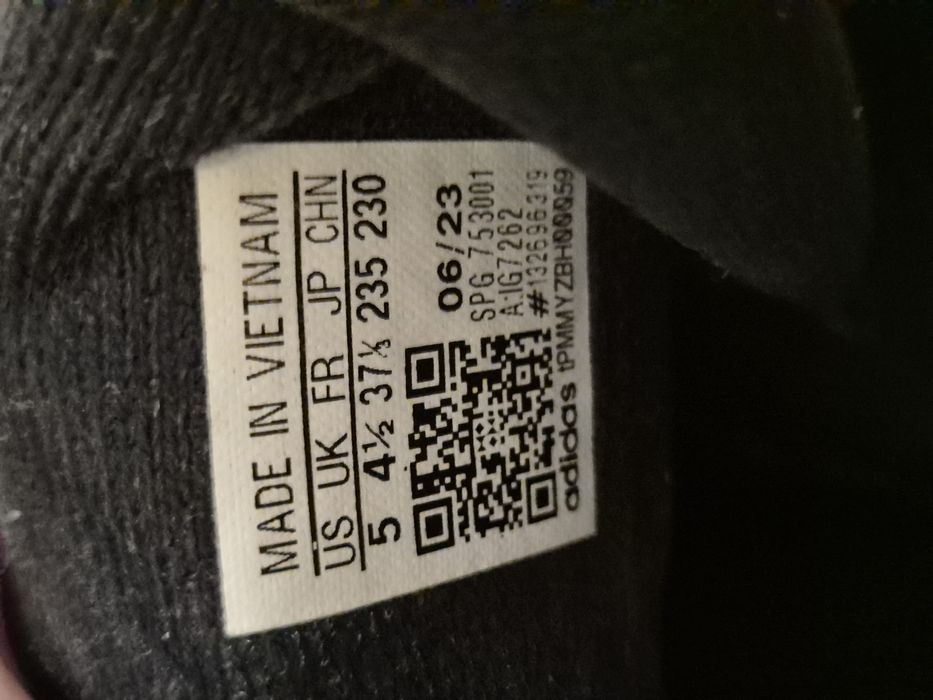 MADE IN VIETNAM
US UK FR JP CHN
5 4½ 37⅓ 235 230
06/23
SPG 753001
A:IG7262
#132696319
adidas tPMMYZBH00059